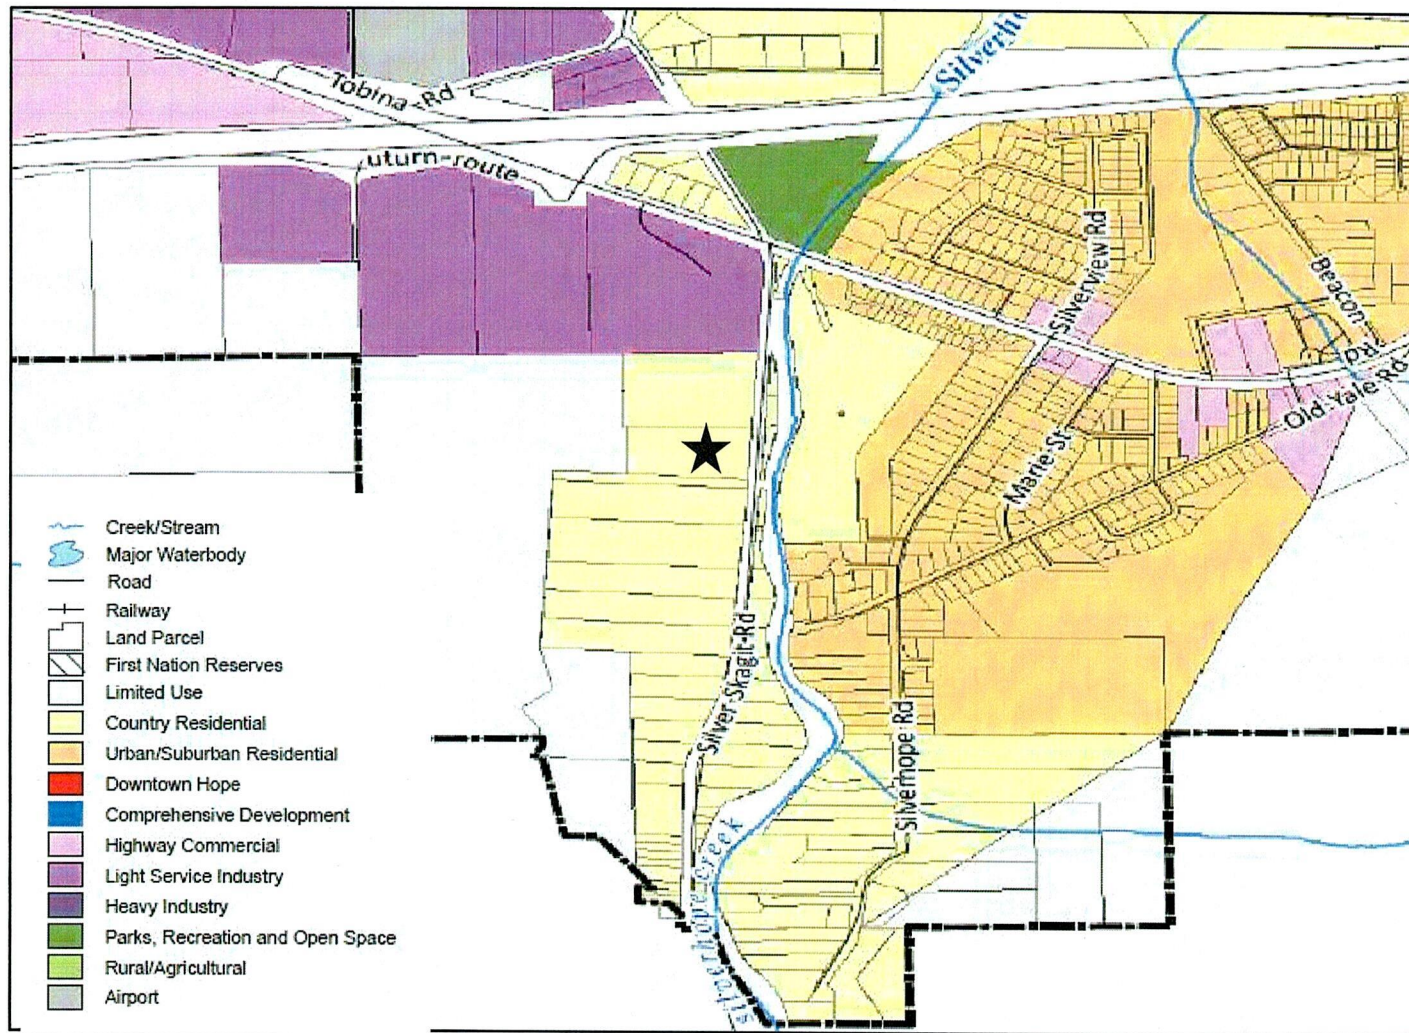 Silverho
Tobina-Rd
uturn-route
Silverview Rd
Beacon
Rd
Old-Yale-Rd
Marie-St
Silver-Skagit-Rd
Silverhope Rd
Silverhope Creek
Creek/Stream
Major Waterbody
Road
Railway
Land Parcel
First Nation Reserves
Limited Use
Country Residential
Urban/Suburban Residential
Downtown Hope
Comprehensive Development
Highway Commercial
Light Service Industry
Heavy Industry
Parks, Recreation and Open Space
Rural/Agricultural
Airport